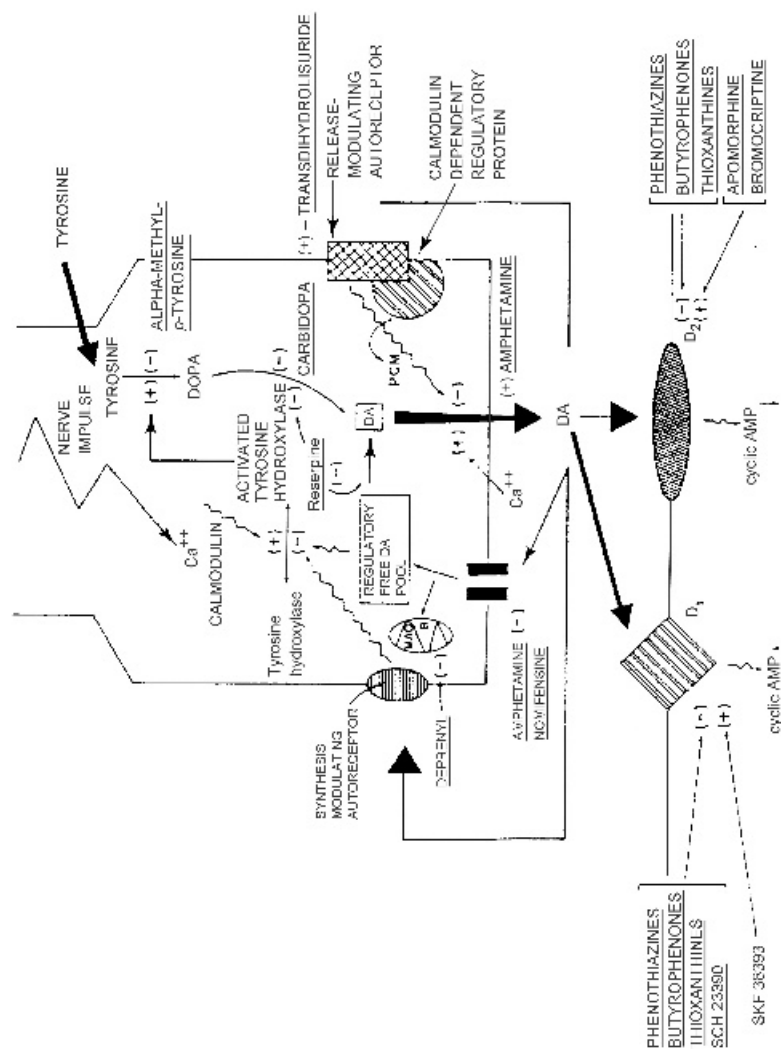 TYROSINE
NERVE
IMPULSE
TYROSINE
ALPHA-METHYL-
ρ-TYROSINE
(+)
(-)
DOPA
Ca++
CALMODULIN
ACTIVATED
TYROSINE
HYDROXYLASE
(-)
CARBIDOPA
(+) - TRANSDIHYDROLISURIDE
RELEASE-
MODULATING
AUTORECEPTOR
CALMODULIN
DEPENDENT
REGULATORY
PROTEIN
Tyrosine
hydroxylase
(+)
(-)
Reserpine
(-)
(-)
DA
PCM
REGULATORY
FREE DA
POOL
(+)
(-)
Ca++
(+) AMPHETAMINE
SYNTHESIS
MODULATING
AUTORECEPTOR
MAO
B
DEPRENYL
(-)
AMPHETAMINE
NOMIFENSINE
(-)
DA
PHENOTHIAZINES
BUTYROPHENONES
THIOXANTHINES
APOMORPHINE
BROMOCRIPTINE
D2
(-)
(+)
cyclic AMP
D1
(-)
(+)
cyclic AMP
PHENOTHIAZINES
BUTYROPHENONES
THIOXANTHINLS
SCH 23390
SKF 38393